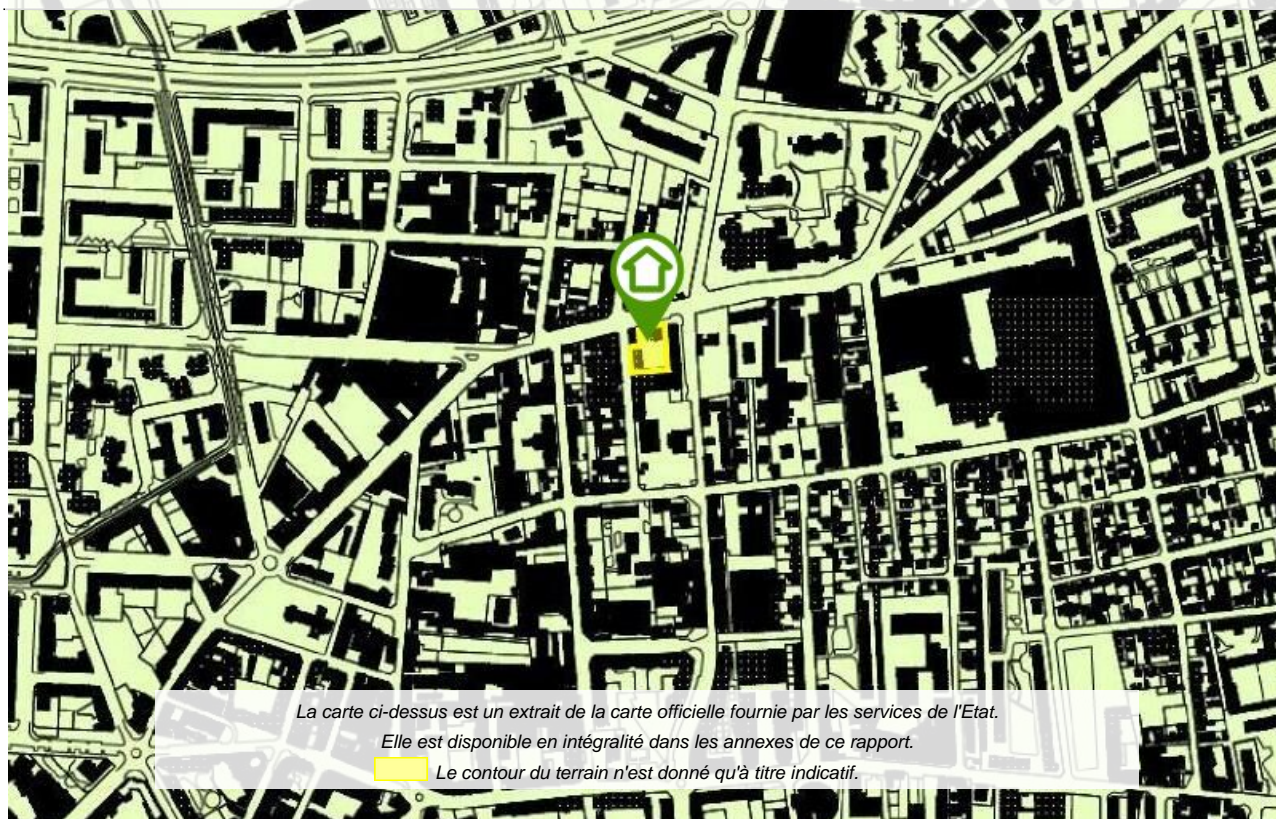 La carte ci-dessus est un extrait de la carte officielle fournie par les services de l'Etat.
Elle est disponible en intégralité dans les annexes de ce rapport.
Le contour du terrain n'est donné qu'à titre indicatif.